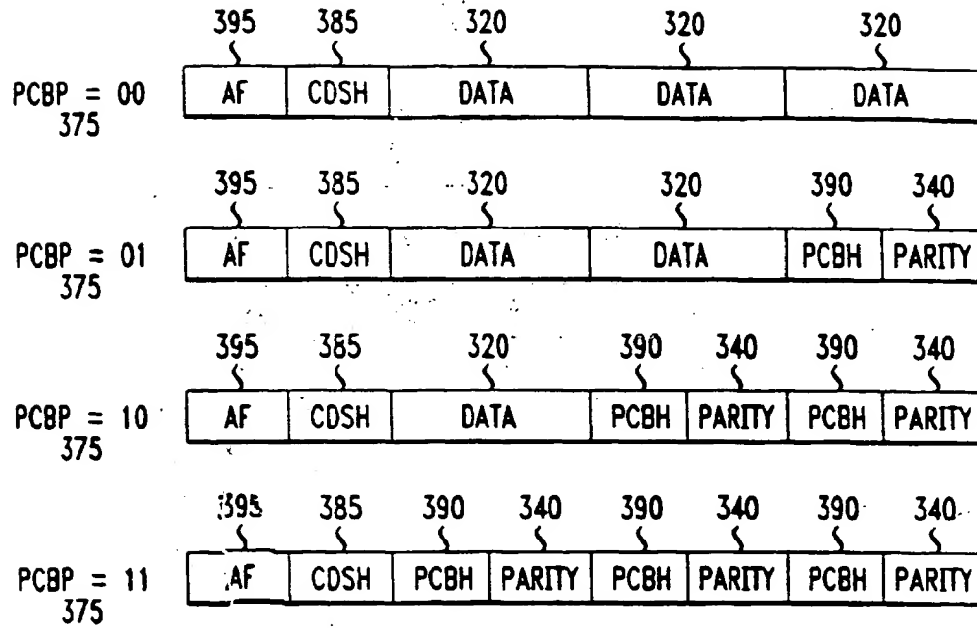 395 385 320 320 320
PCBP = 00 AF CDSH DATA DATA DATA
375
395 385 320 320 390 340
PCBP = 01 AF CDSH DATA DATA PCBH PARITY
375
395 385 320 390 340 390 340
PCBP = 10 AF CDSH DATA PCBH PARITY PCBH PARITY
375
395 385 390 340 390 340 390 340
PCBP = 11 AF CDSH PCBH PARITY PCBH PARITY PCBH PARITY
375